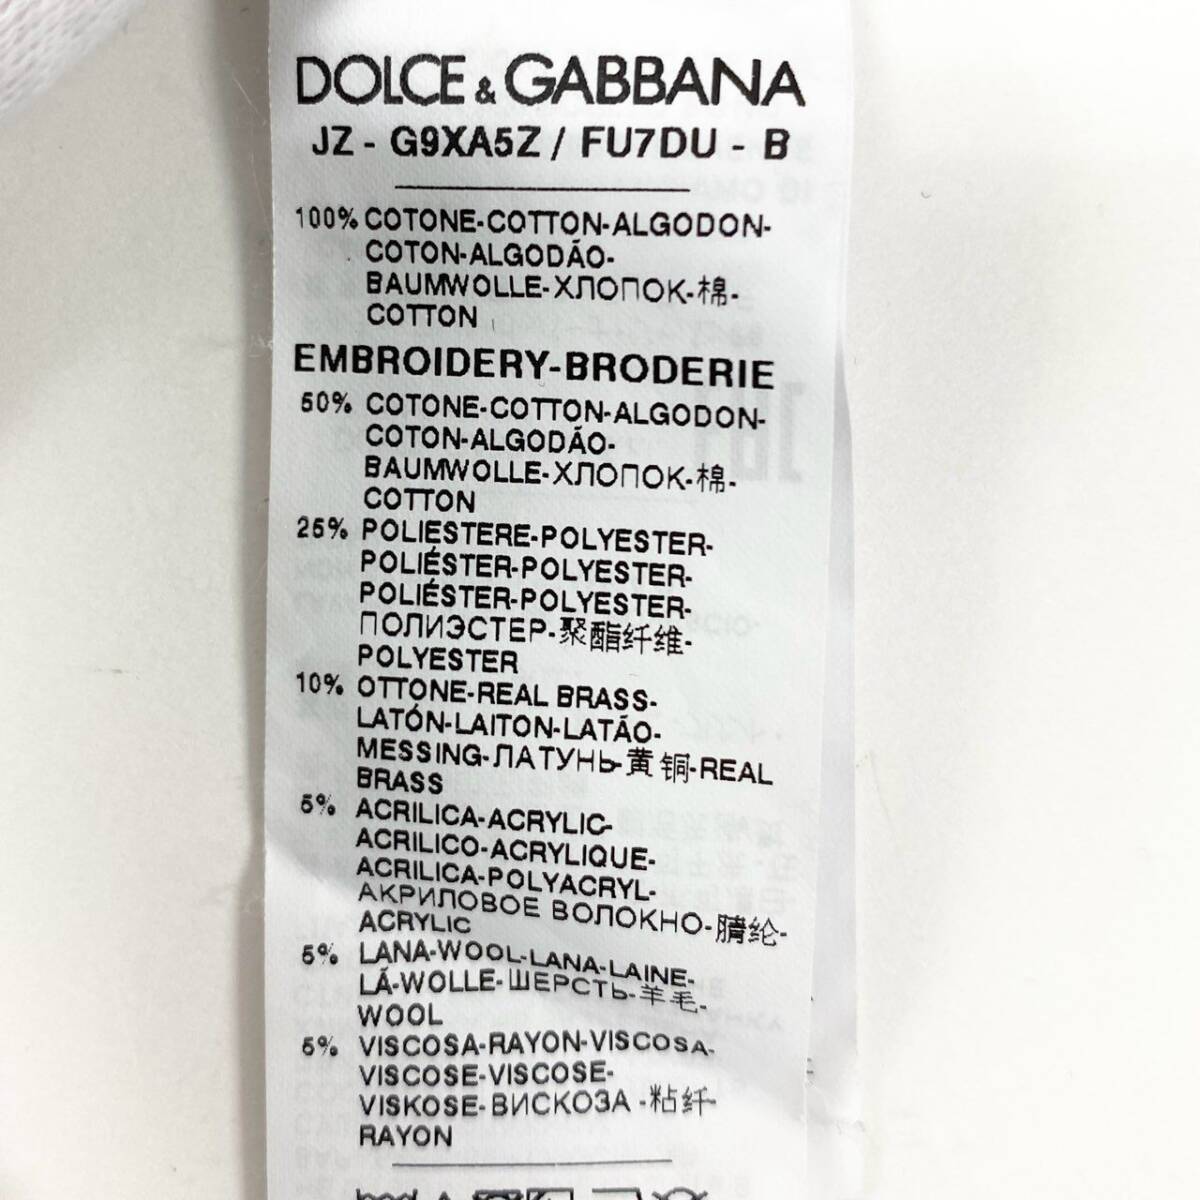 DOLCE & GABBANA
JZ - G9XA5Z / FU7DU - B
100% COTONE-COTTON-ALGODON-
COTON-ALGODÃO-
BAUMWOLLE-ХЛОПОК-棉-
COTTON
EMBROIDERY-BRODERIE
50% COTONE-COTTON-ALGODON-
COTON-ALGODÃO-
BAUMWOLLE-ХЛОПОК-棉-
COTTON
25% POLIESTERE-POLYESTER-
POLIÉSTER-POLYESTER-
POLIÉSTER-POLYESTER-
ПОЛИЭСТЕР-聚酯纤维-
POLYESTER
10% OTTONE-REAL BRASS-
LATÓN-LAITON-LATÃO-
MESSING-ЛАТУНЬ-黄铜-REAL
BRASS
5% ACRILICA-ACRYLIC-
ACRILICO-ACRYLIQUE-
ACRILICA-POLYACRYL-
АКРИЛОВОЕ ВОЛОКНО-腈纶-
ACRYLIC
5% LANA-WOOL-LANA-LAINE-
LÃ-WOLLE-ШЕРСТЬ-羊毛-
WOOL
5% VISCOSA-RAYON-VISCOSA-
VISCOSE-VISCOSE-
VISKOSE-ВИСКОЗА -粘纤-
RAYON